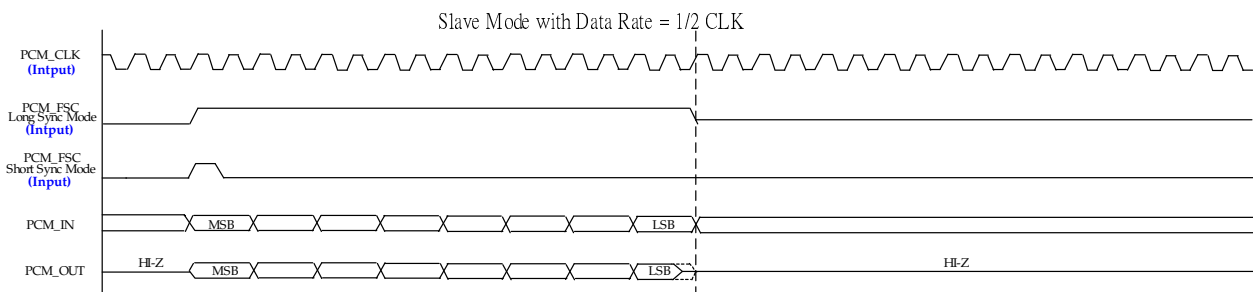 Slave Mode with Data Rate = 1/2 CLK
PCM_CLK
(Intput)
PCM_FSC
Long Sync Mode
(Intput)
PCM_FSC
Short Sync Mode
(Input)
PCM_IN
MSB
LSB
PCM_OUT
HI-Z
MSB
LSB
HI-Z